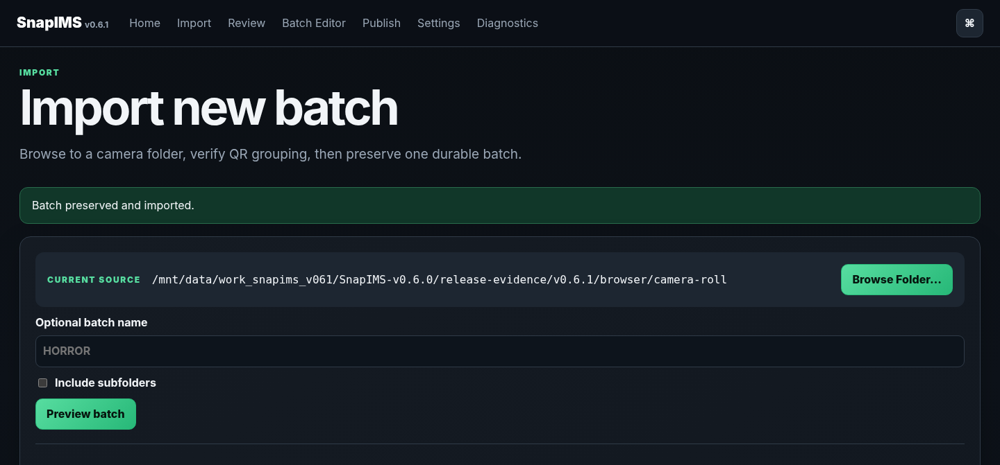 SnapIMS v0.6.1 Home Import Review Batch Editor Publish Settings Diagnostics ⌘
IMPORT
Import new batch
Browse to a camera folder, verify QR grouping, then preserve one durable batch.
Batch preserved and imported.
CURRENT SOURCE /mnt/data/work_snapims_v061/SnapIMS-v0.6.0/release-evidence/v0.6.1/browser/camera-roll Browse Folder...
Optional batch name
HORROR
Include subfolders
Preview batch